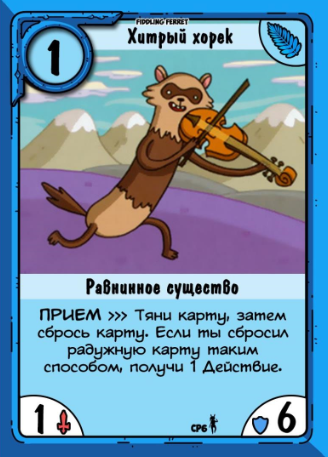 FIDDLING FERRET
1
Хитрый хорек
Равнинное существо
ПРИЕМ >>> Тяни карту, затем
сбрось карту. Если ты сбросил
радужную карту таким
способом, получи 1 Действие.
1
CP6
6